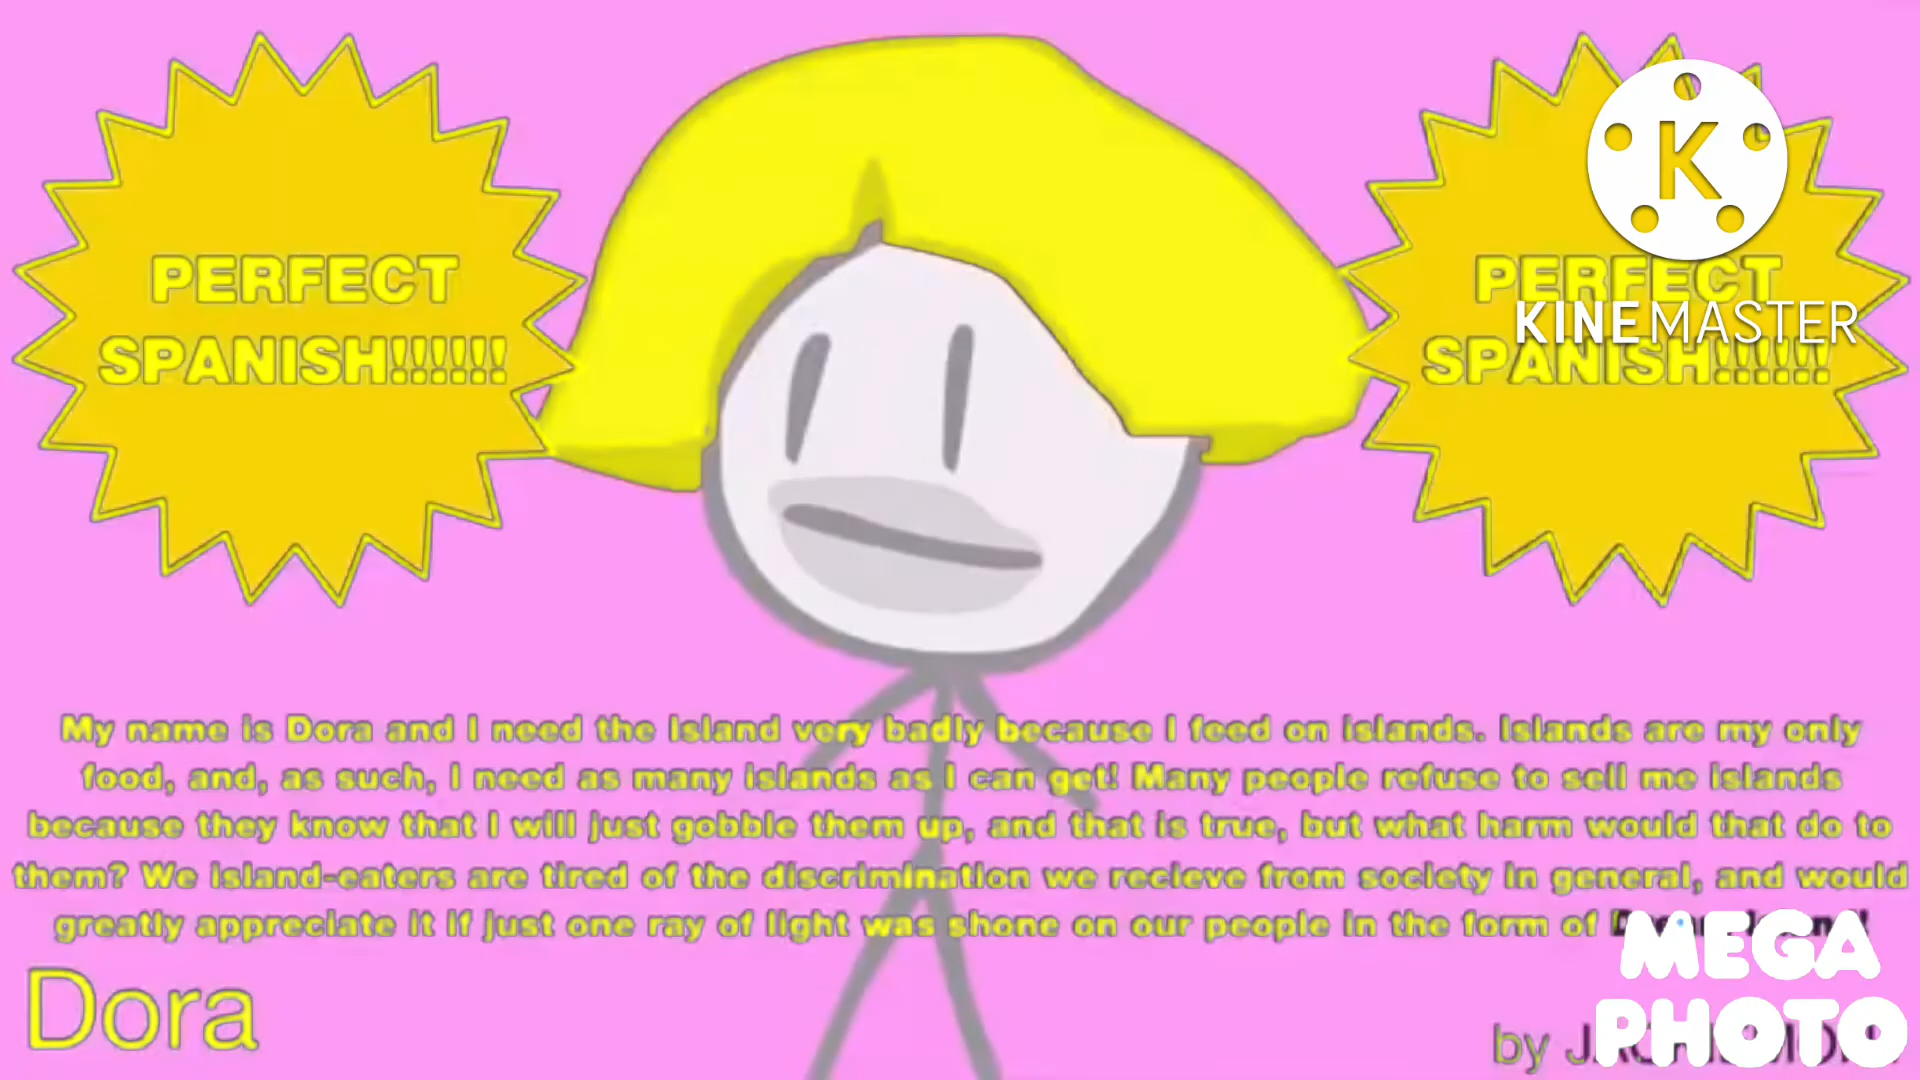 PERFECT
SPANISH!!!!!!
K
PERFECT
KINEMASTER
SPANISH!!!!!!
My name is Dora and I need the Island very badly because I feed on islands. Islands are my only
food, and, as such, I need as many islands as I can get! Many people refuse to sell me islands
because they know that I will just gobble them up, and that is true, but what harm would that do to
them? We island-eaters are tired of the discrimination we recieve from society in general, and would
greatly appreciate it if just one ray of light was shone on our people in the form of
MEGA
PHOTO
Dora
by